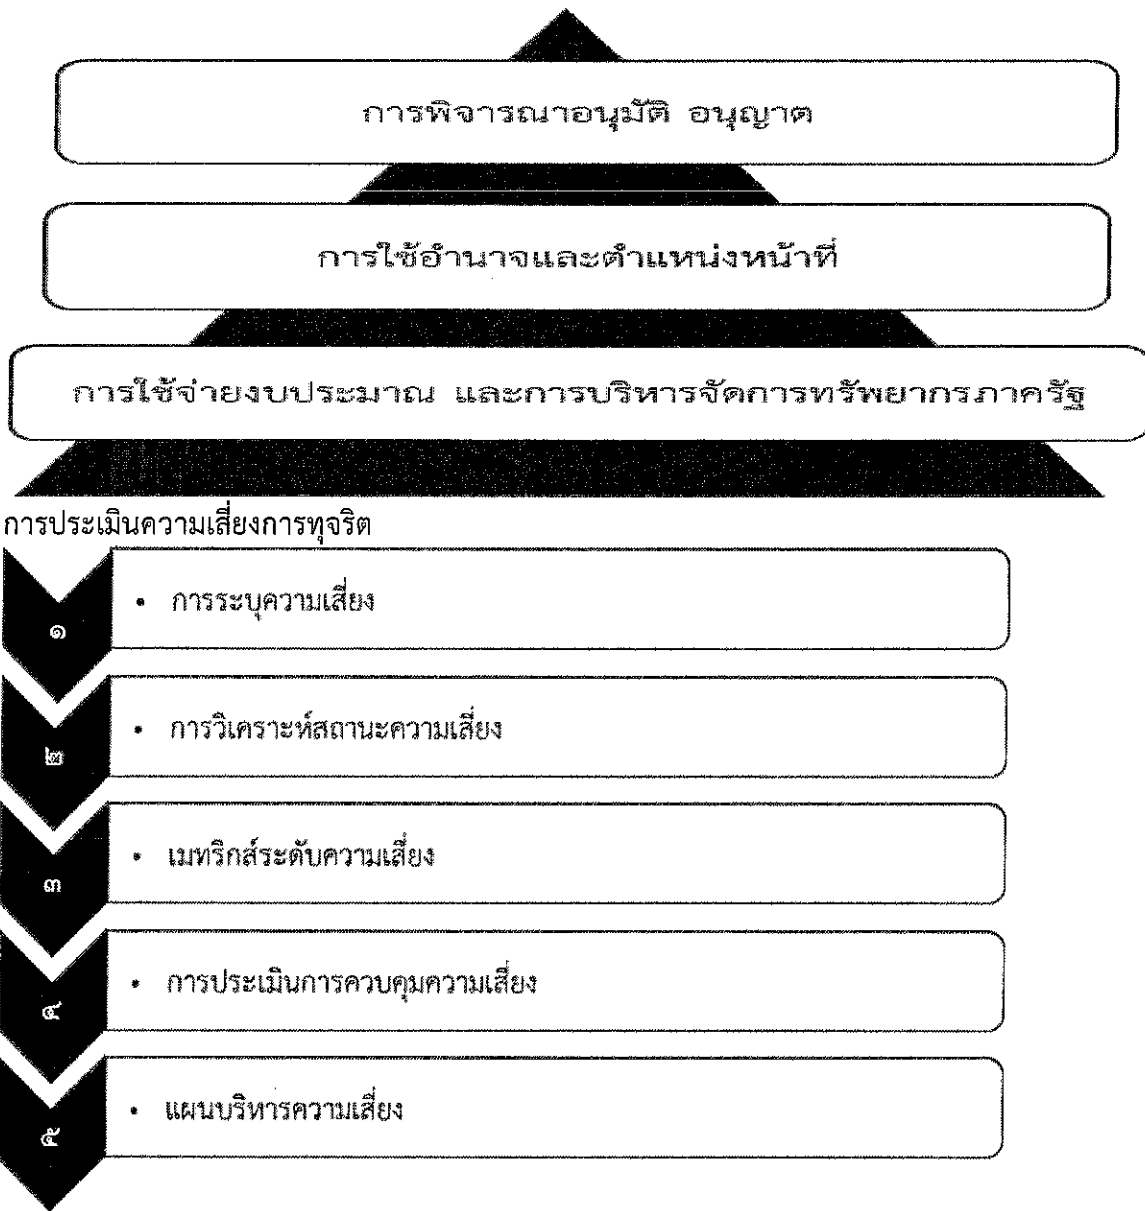 การพิจารณาอนุมัติ อนุญาต
การใช้อำนาจและตำแหน่งหน้าที่
การใช้จ่ายงบประมาณ และการบริหารจัดการทรัพยากรภาครัฐ
การประเมินความเสี่ยงการทุจริต
๑ • การระบุความเสี่ยง
๒ • การวิเคราะห์สถานะความเสี่ยง
๓ • เมทริกส์ระดับความเสี่ยง
๔ • การประเมินการควบคุมความเสี่ยง
๕ • แผนบริหารความเสี่ยง